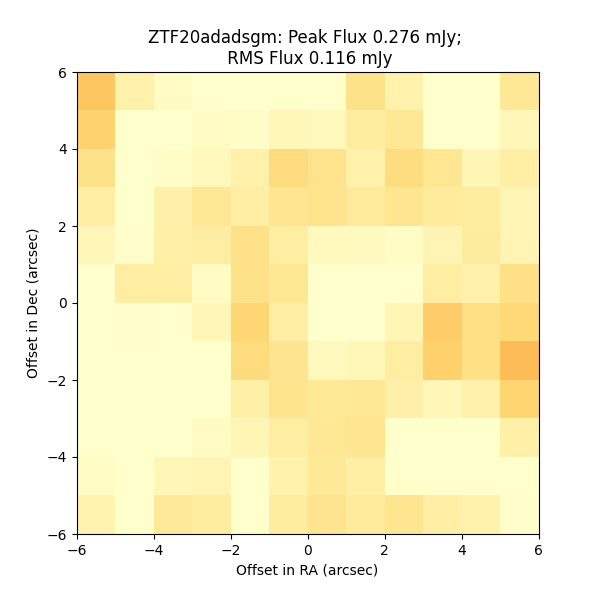 ZTF20adadsgm: Peak Flux 0.276 mJy;
RMS Flux 0.116 mJy
6
4
2
0
−2
−4
−6
Offset in Dec (arcsec)
−6 −4 −2 0 2 4 6
Offset in RA (arcsec)